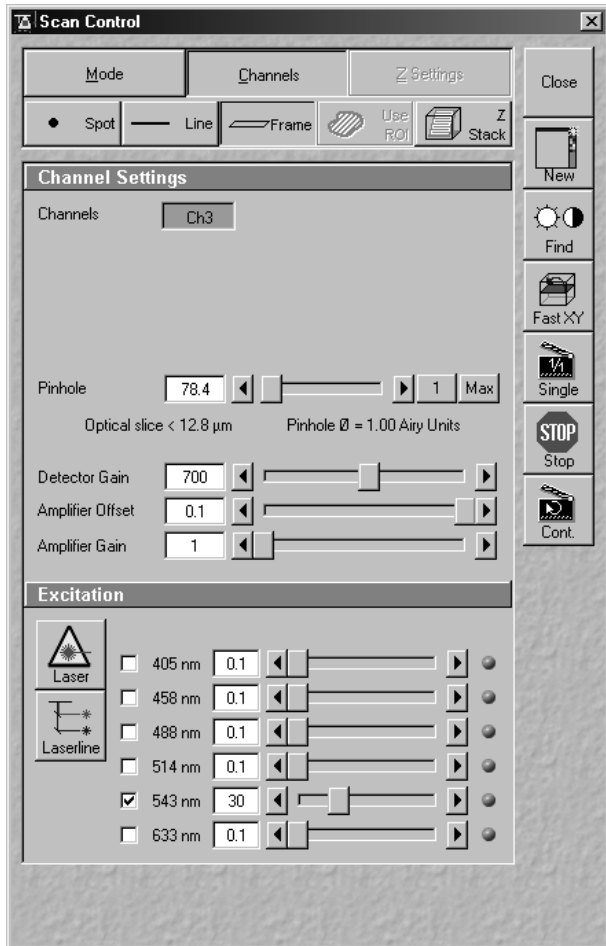 Scan Control
Mode
Channels
Z Settings
Close
Spot
Line
Frame
Use
ROI
Z
Stack
New
Channel Settings
Channels
Ch3
Find
Fast XY
Pinhole
78.4
1
Max
1/1
Single
Optical slice < 12.8 µm
Pinhole Ø = 1.00 Airy Units
STOP
Stop
Detector Gain
700
Amplifier Offset
0.1
Cont.
Amplifier Gain
1
Excitation
Laser
Laserline
405 nm
0.1
458 nm
0.1
488 nm
0.1
514 nm
0.1
543 nm
30
633 nm
0.1